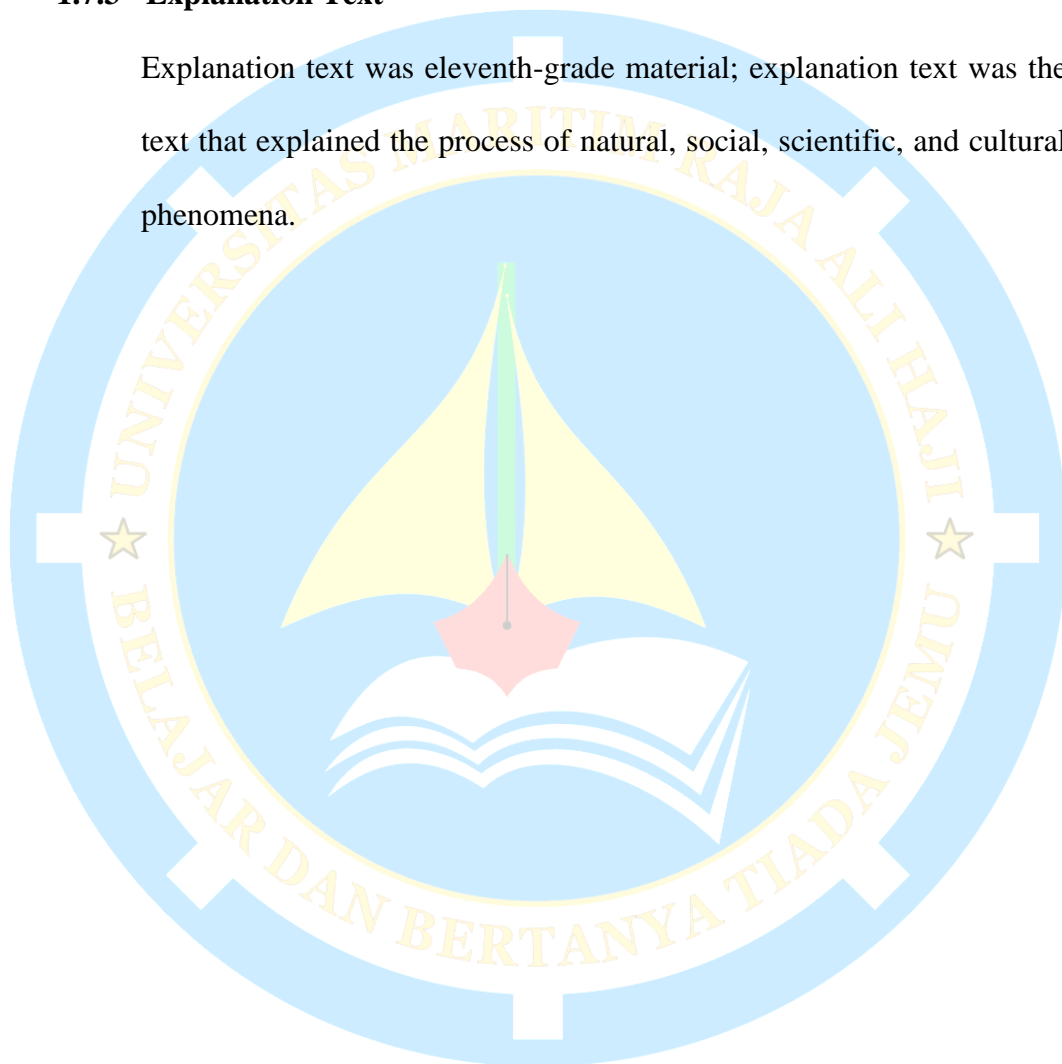 Explanation Text
Explanation text was eleventh-grade material; explanation text was the
text that explained the process of natural, social, scientific, and cultural
phenomena.
UNIVERSITAS MARITIM RAJA ALI HAJI
BELAJAR DAN BERTANYA TIADA JEMU